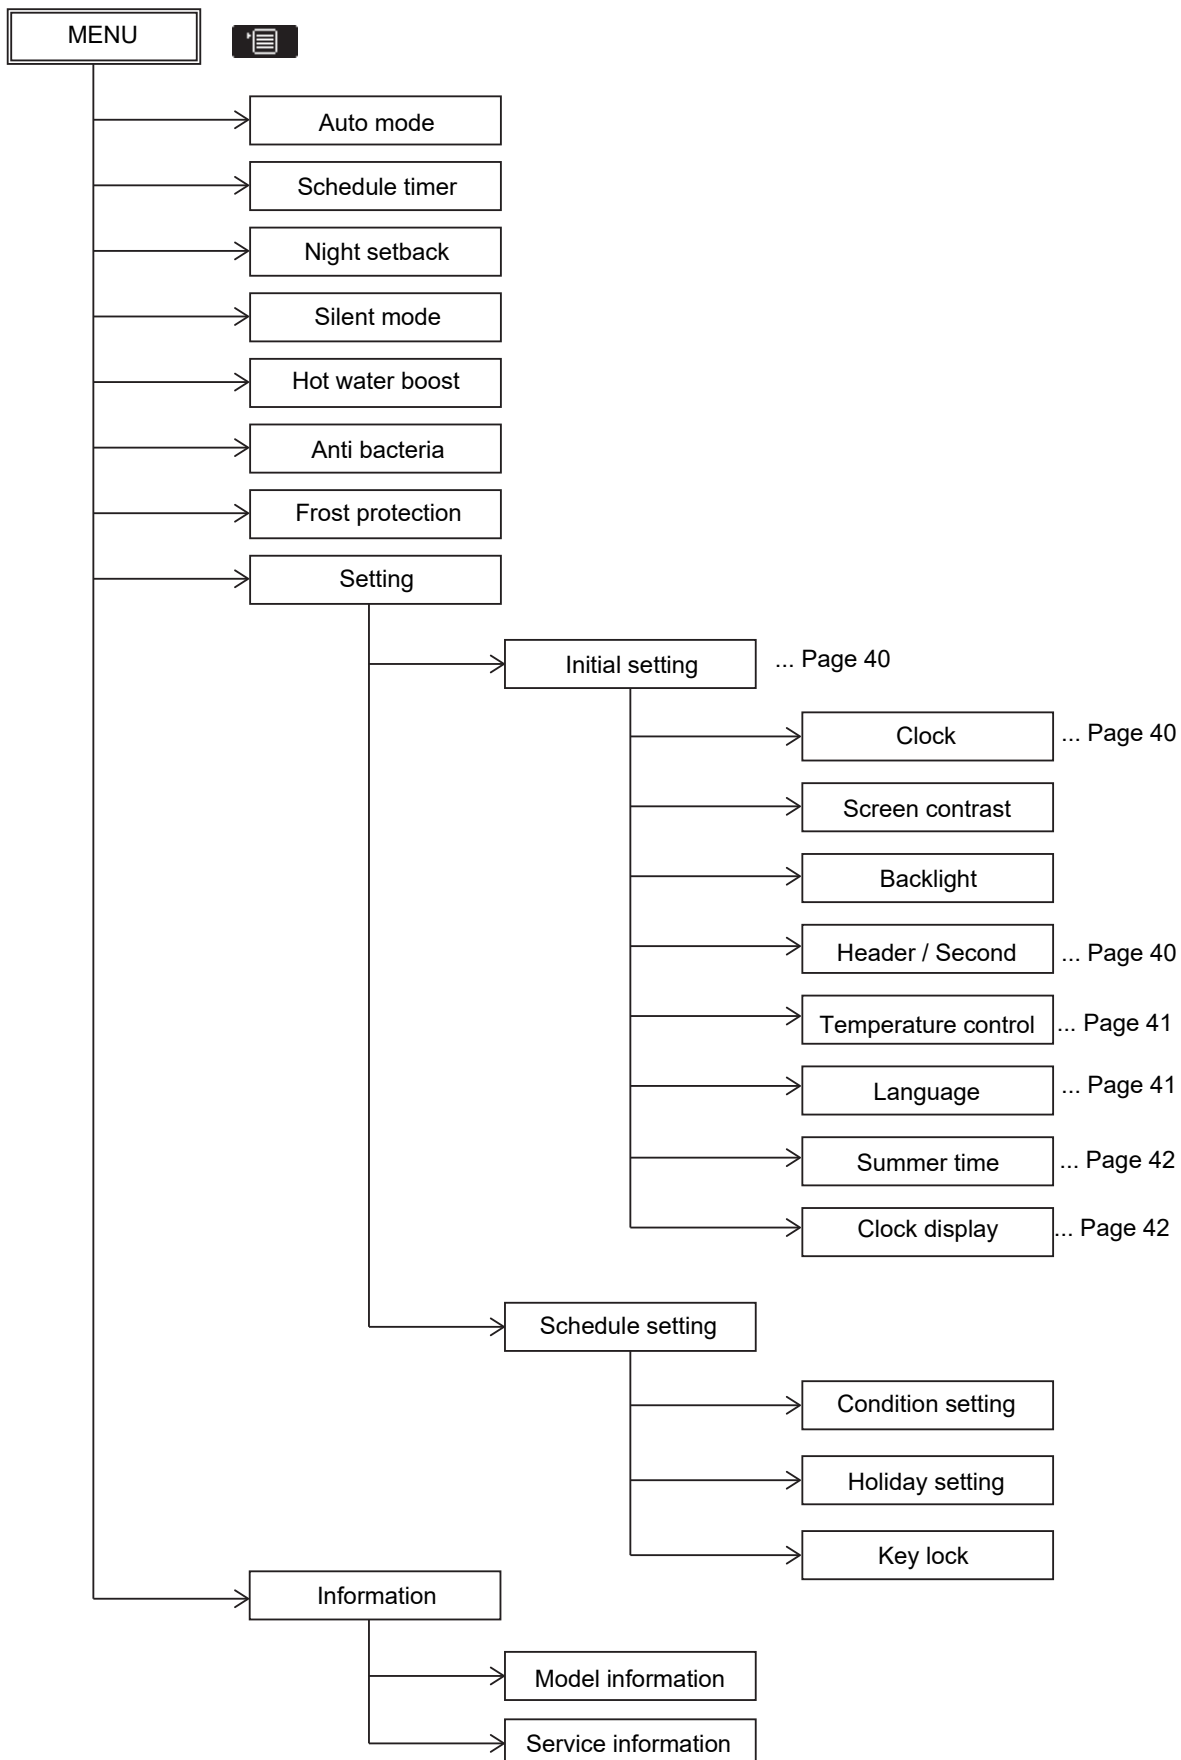 MENU
Auto mode
Schedule timer
Night setback
Silent mode
Hot water boost
Anti bacteria
Frost protection
Setting
Initial setting ... Page 40
Clock ... Page 40
Screen contrast
Backlight
Header / Second ... Page 40
Temperature control ... Page 41
Language ... Page 41
Summer time ... Page 42
Clock display ... Page 42
Schedule setting
Condition setting
Holiday setting
Key lock
Information
Model information
Service information